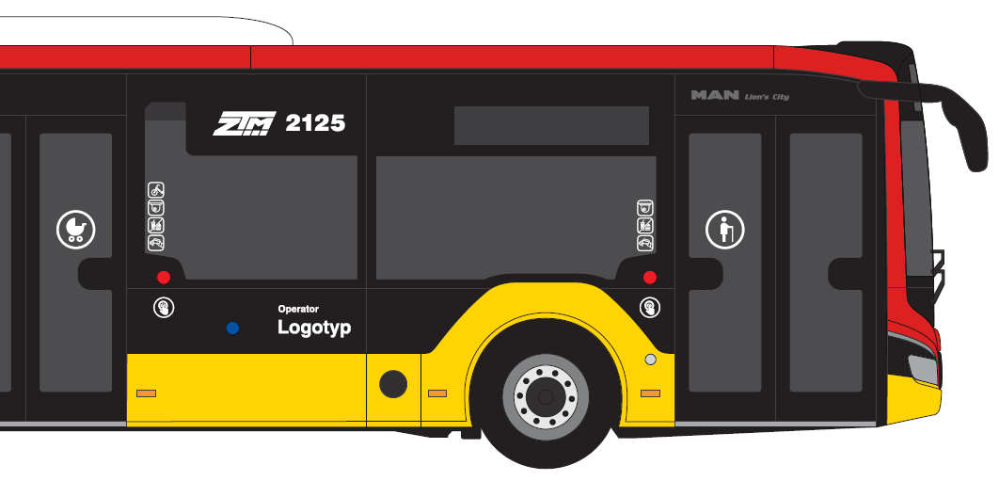 MAN Lion's City
ZTM 2125
Operator
Logotyp